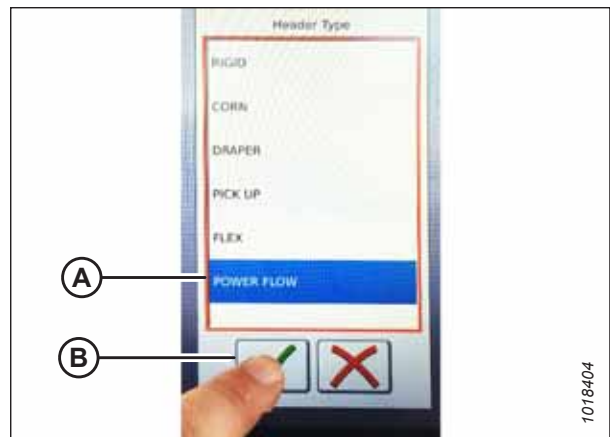 Header Type
RIGID
CORN
DRAPER
PICK UP
FLEX
POWER FLOW
A
B
1018404